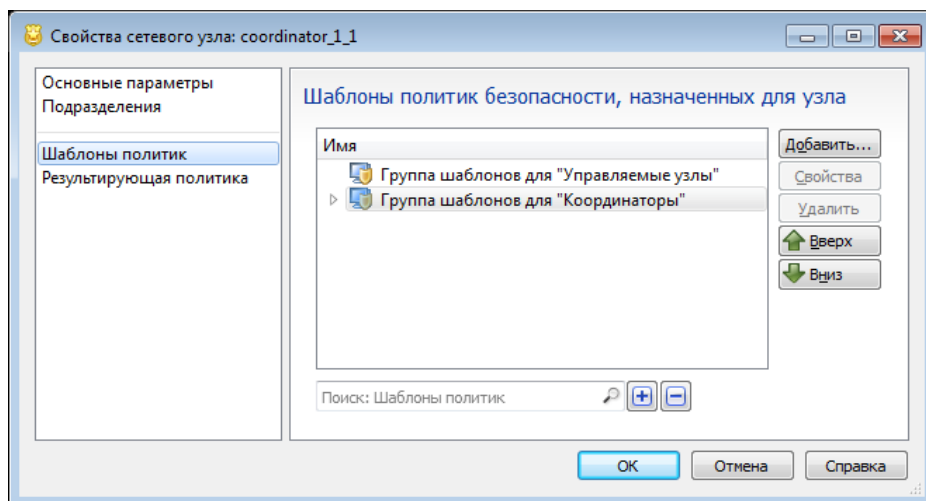 Свойства сетевого узла: coordinator_1_1
Основные параметры
Подразделения
Шаблоны политик
Результирующая политика
Шаблоны политик безопасности, назначенных для узла
Имя
Группа шаблонов для "Управляемые узлы"
Группа шаблонов для "Координаторы"
Добавить...
Свойства
Удалить
Вверх
Вниз
Поиск: Шаблоны политик
ОК
Отмена
Справка